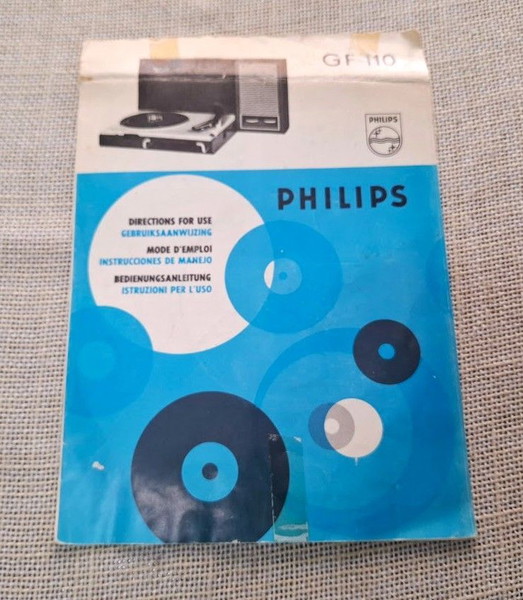 GF 110
PHILIPS
PHILIPS
DIRECTIONS FOR USE
GEBRUIKSAANWIJZING
MODE D'EMPLOI
INSTRUCCIONES DE MANEJO
BEDIENUNGSANLEITUNG
ISTRUZIONI PER L'USO